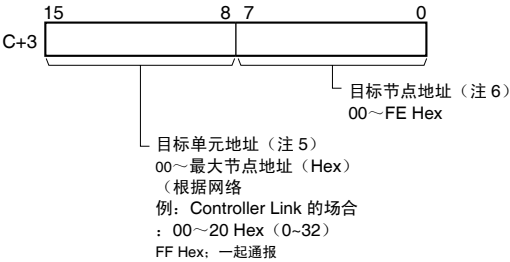 15 8 7 0
C+3
目标节点地址（注 6）
00～FE Hex
目标单元地址（注 5）
00～最大节点地址（Hex）
（根据网络
例：Controller Link 的场合
：00～20 Hex（0~32）
FF Hex；一起通报